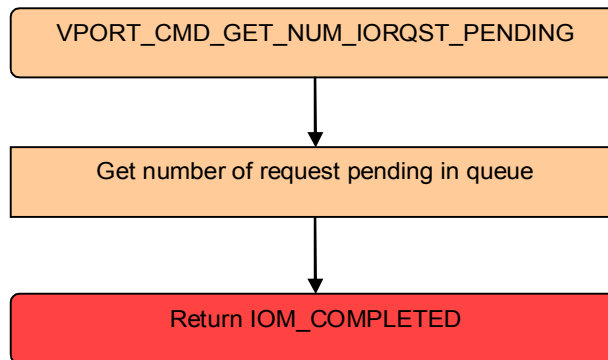 VPORT_CMD_GET_NUM_IORQST_PENDING
Get number of request pending in queue
Return IOM_COMPLETED